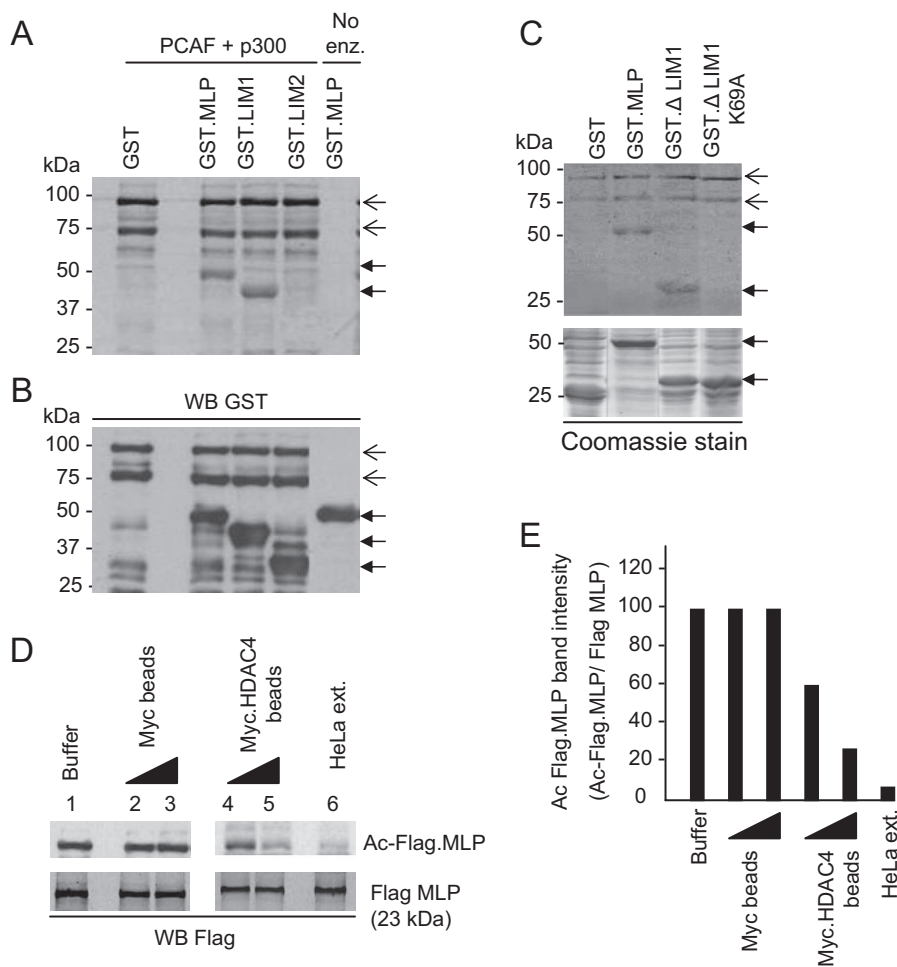 A
PCAF + p300
No
enz.
GST
GST.MLP
GST.LIM1
GST.LIM2
GST.MLP
kDa
100
75
50
37
25
B
WB GST
kDa
100
75
50
37
25
C
GST
GST.MLP
GST.Δ LIM1
GST.Δ LIM1
K69A
kDa
100
75
50
25
50
25
Coomassie stain
D
Buffer
Myc beads
Myc.HDAC4
beads
HeLa ext.
1 2 3 4 5 6
Ac-Flag.MLP
Flag MLP
(23 kDa)
WB Flag
E
Ac Flag.MLP band intensity
(Ac-Flag.MLP/ Flag MLP)
120
100
80
60
40
20
0
Buffer
Myc beads
Myc.HDAC4
beads
HeLa ext.